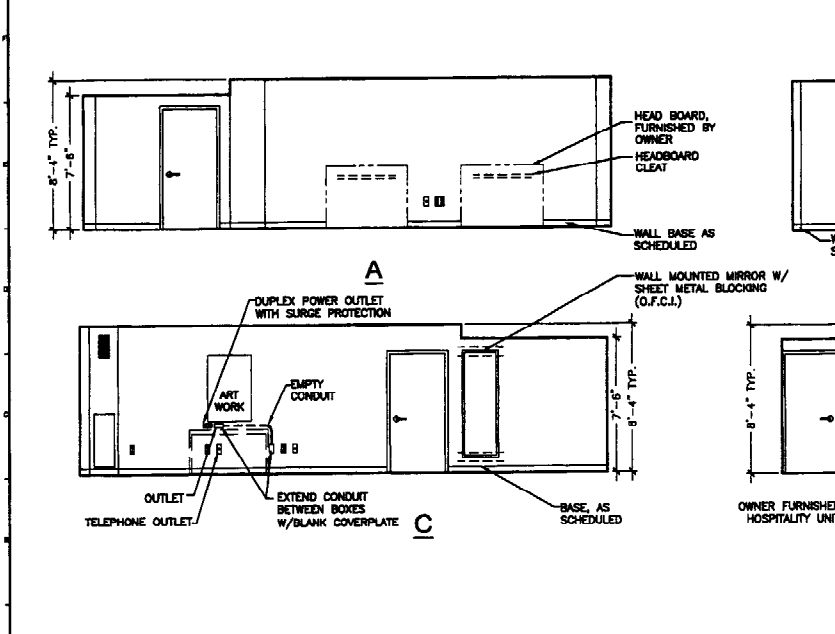 HEAD BOARD,
FURNISHED BY
OWNER
HEADBOARD
CLEAT
8'-4" TYP.
7'-6"
WALL BASE AS
SCHEDULED
A
WALL MOUNTED MIRROR W/
SHEET METAL BLOCKING
(O.F.C.I.)
DUPLEX POWER OUTLET
WITH SURGE PROTECTION
ART
WORK
EMPTY
CONDUIT
7'-6"
8'-4" TYP.
8'-4" TYP.
OUTLET
TELEPHONE OUTLET
EXTEND CONDUIT
BETWEEN BOXES
W/BLANK COVERPLATE
C
BASE, AS
SCHEDULED
OWNER FURNISHE
HOSPITALITY UNI